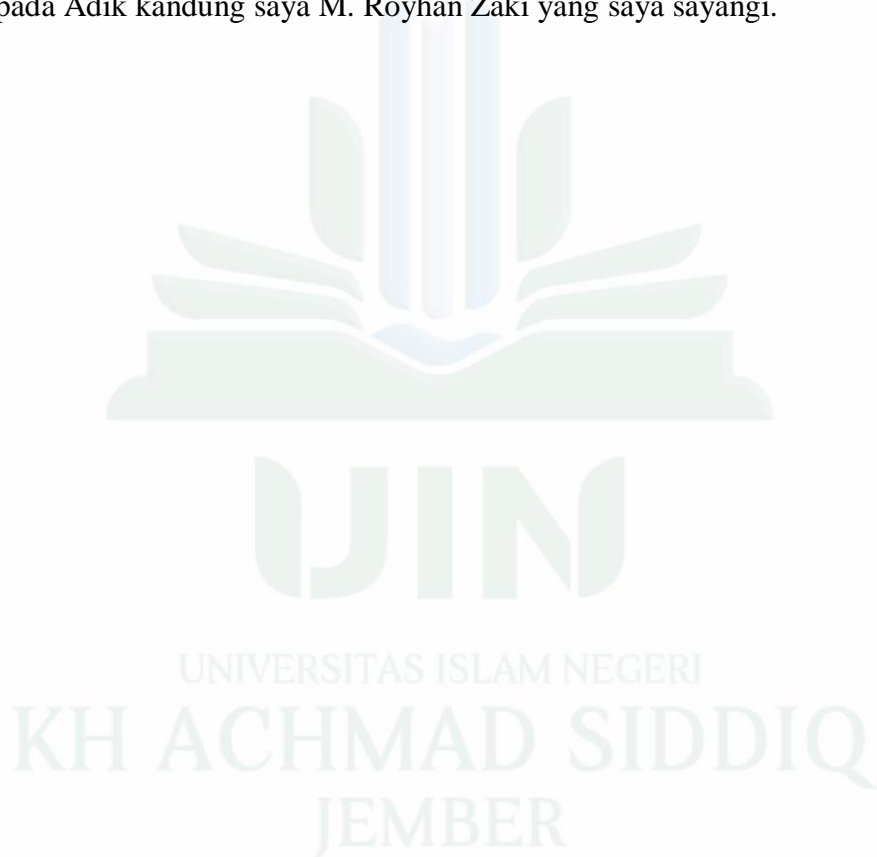 pada Adik kandung saya M. Royhan Zaki yang saya sayangi.
UIN
UNIVERSITAS ISLAM NEGERI
KH ACHMAD SIDDIQ
JEMBER